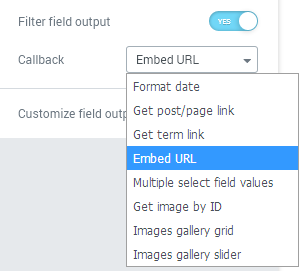 Filter field output
YES
Callback
Embed URL
Format date
Get post/page link
Get term link
Customize field outp
Embed URL
Multiple select field values
Get image by ID
Images gallery grid
Images gallery slider